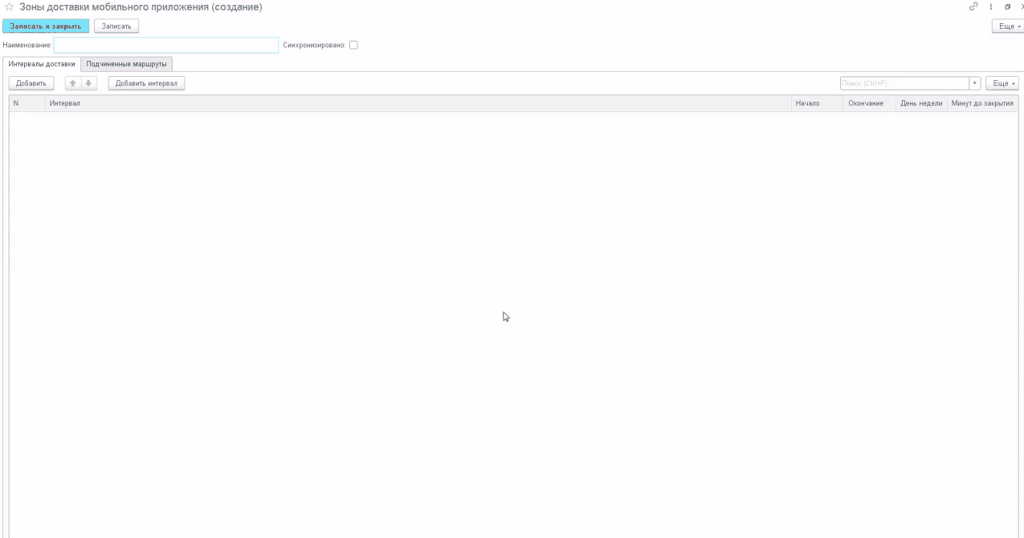 Зоны доставки мобильного приложения (создание)
Записать и закрыть Записать Еще
Наименование: Синхронизировано:
Интервалы доставки Подчиненные маршруты
Добавить Добавить интервал Поиск (Ctrl+F) × Еще
N Интервал Начало Окончание День недели Минут до закрытия